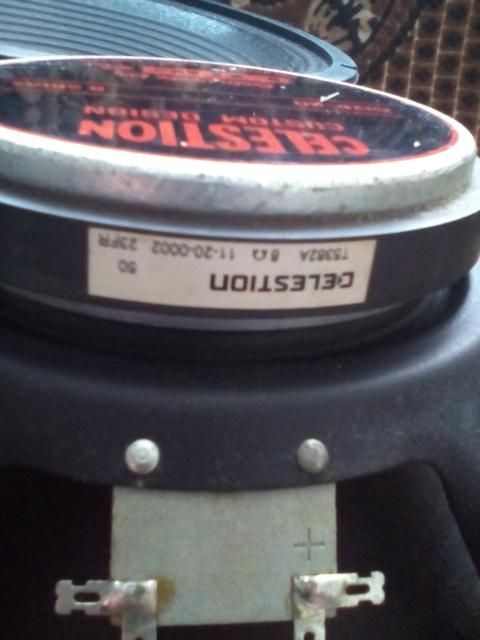 CELESTION
CUSTOM DESIGN
CELESTION 50
T5382A 8Ω 11-20-0002 23FR
+